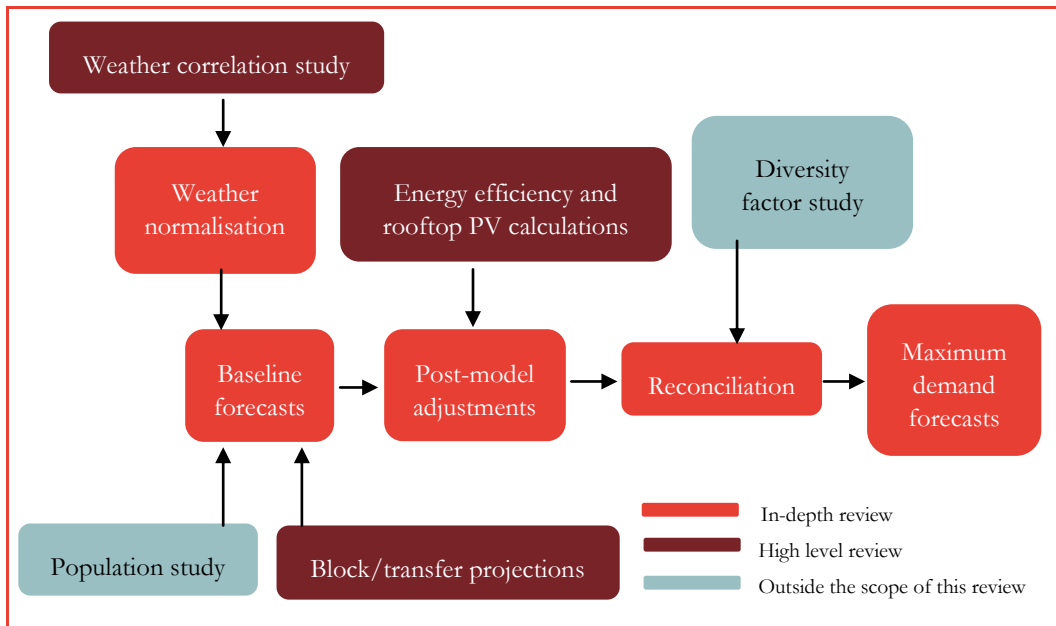 Weather correlation study
Weather
normalisation
Energy efficiency and
rooftop PV calculations
Diversity
factor study
Baseline
forecasts
Post-model
adjustments
Reconciliation
Maximum
demand
forecasts
Population study
Block/transfer projections
In-depth review
High level review
Outside the scope of this review